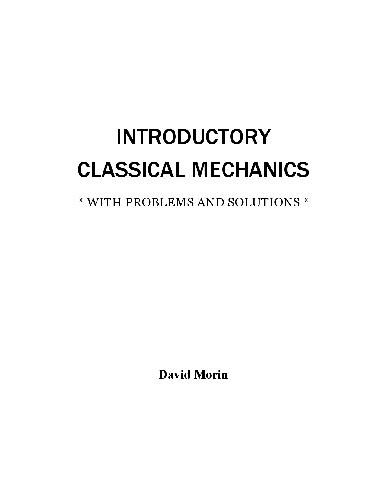 INTRODUCTORY
CLASSICAL MECHANICS
* WITH PROBLEMS AND SOLUTIONS *
David Morin